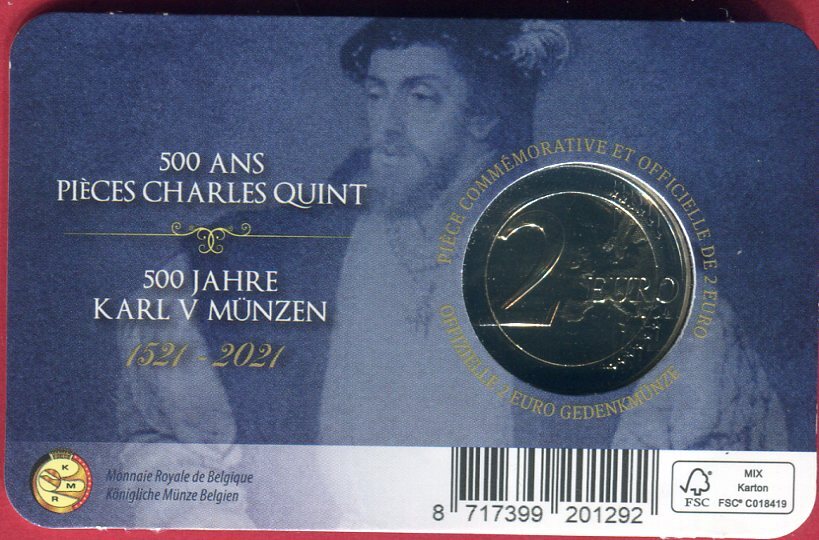 500 ANS
PIÈCES CHARLES QUINT
500 JAHRE
KARL V MÜNZEN
1521 - 2021
PIÈCE COMMÉMORATIVE ET OFFICIELLE DE 2 EURO
2 EURO
OFFIZIELLE 2 EURO GEDENKMÜNZE
K
M
R
Monnaie Royale de Belgique
Königliche Münze Belgien
8 717399 201292
FSC
MIX
Karton
FSC® C018419